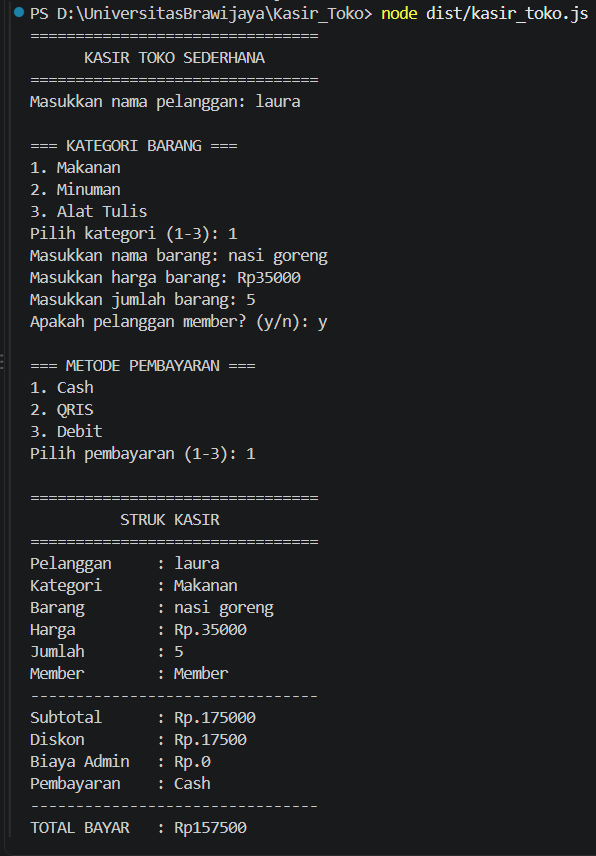 PS D:\UniversitasBrawijaya\Kasir_Toko> node dist/kasir_toko.js
================================
KASIR TOKO SEDERHANA
================================
Masukkan nama pelanggan: laura
=== KATEGORI BARANG ===
1. Makanan
2. Minuman
3. Alat Tulis
Pilih kategori (1-3): 1
Masukkan nama barang: nasi goreng
Masukkan harga barang: Rp35000
Masukkan jumlah barang: 5
Apakah pelanggan member? (y/n): y
=== METODE PEMBAYARAN ===
1. Cash
2. QRIS
3. Debit
Pilih pembayaran (1-3): 1
================================
STRUK KASIR
================================
Pelanggan     : laura
Kategori      : Makanan
Barang        : nasi goreng
Harga         : Rp.35000
Jumlah        : 5
Member        : Member
--------------------------------
Subtotal      : Rp.175000
Diskon        : Rp.17500
Biaya Admin   : Rp.0
Pembayaran    : Cash
--------------------------------
TOTAL BAYAR   : Rp157500